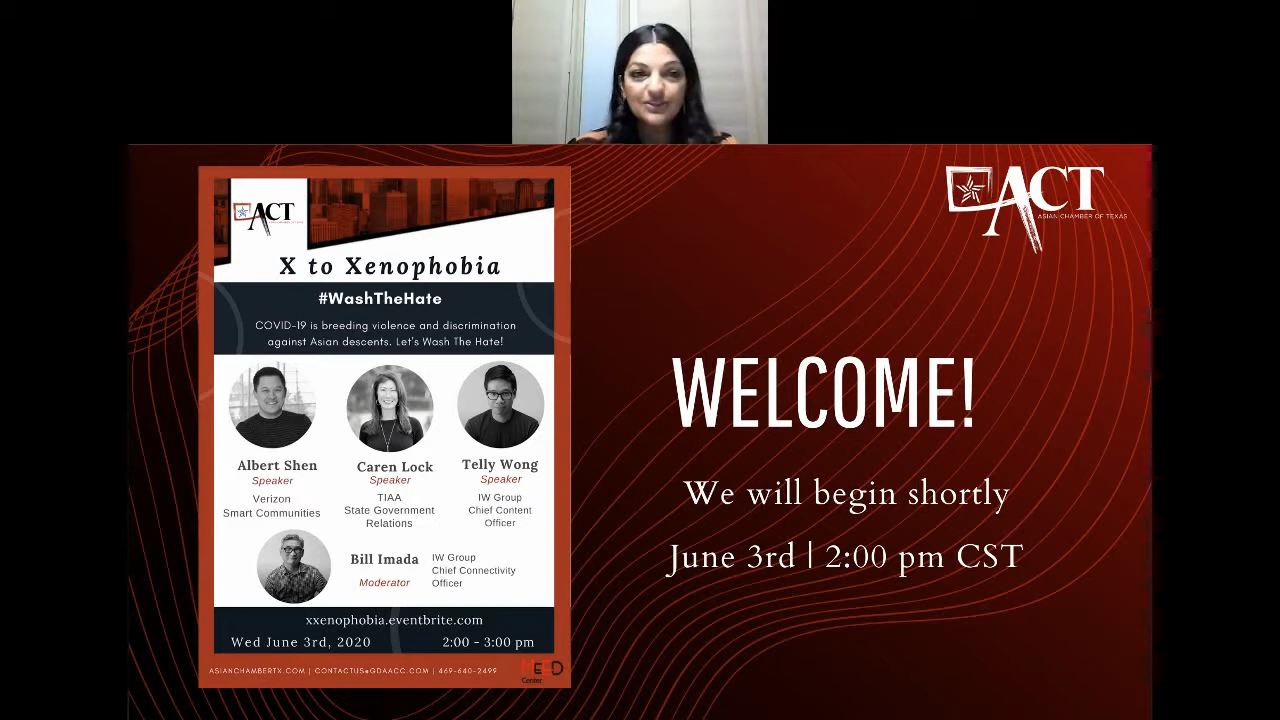 ACT
X to Xenophobia
#WashTheHate
COVID-19 is breeding violence and discrimination
against Asian descents. Let's Wash The Hate!
Albert Shen
Speaker
Verizon
Smart Communities
Caren Lock
Speaker
TIAA
State Government
Relations
Telly Wong
Speaker
IW Group
Chief Content
Officer
Bill Imada
Moderator
IW Group
Chief Connectivity
Officer
xxenophobia.eventbrite.com
Wed June 3rd, 2020
2:00 - 3:00 pm
ASIANCHAMBERTX.COM | CONTACTUS@GDAACC.COM | 469-640-2499
Center
ACT
ASIAN CHAMBER OF TEXAS
WELCOME!
We will begin shortly
June 3rd | 2:00 pm CST